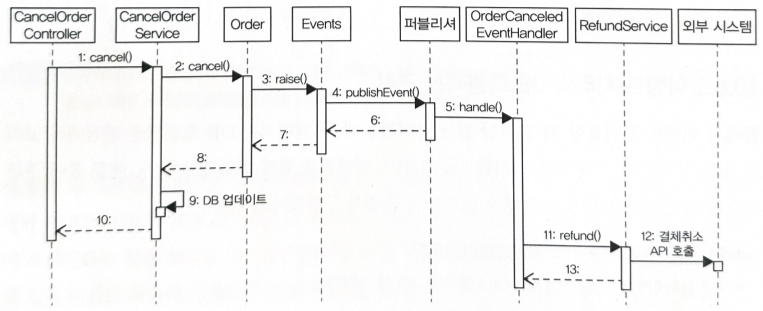 CancelOrder
Controller
CancelOrder
Service
Order
Events
퍼블리셔
OrderCanceled
EventHandler
RefundService
외부 시스템
1: cancel()
2: cancel()
3: raise()
4: publishEvent()
5: handle()
6:
7:
8:
9: DB 업데이트
10:
11: refund()
12: 결체취소
API 호출
13: